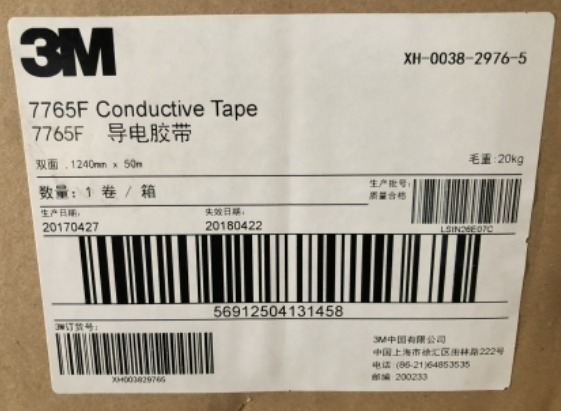 3M
XH-0038-2976-5
7765F Conductive Tape
7765F 导电胶带
双面 .1240mm x 50m
毛重:20kg
数量: 1 卷 / 箱
生产批号:
质量合格
LSIN26E07C
生产日期:
失效日期:
20170427
20180422
56912504131458
3M订货号:
XH003829765
3M中国有限公司
中国上海市徐汇区田林路222号
电话 (86-21)64853535
邮编 200233